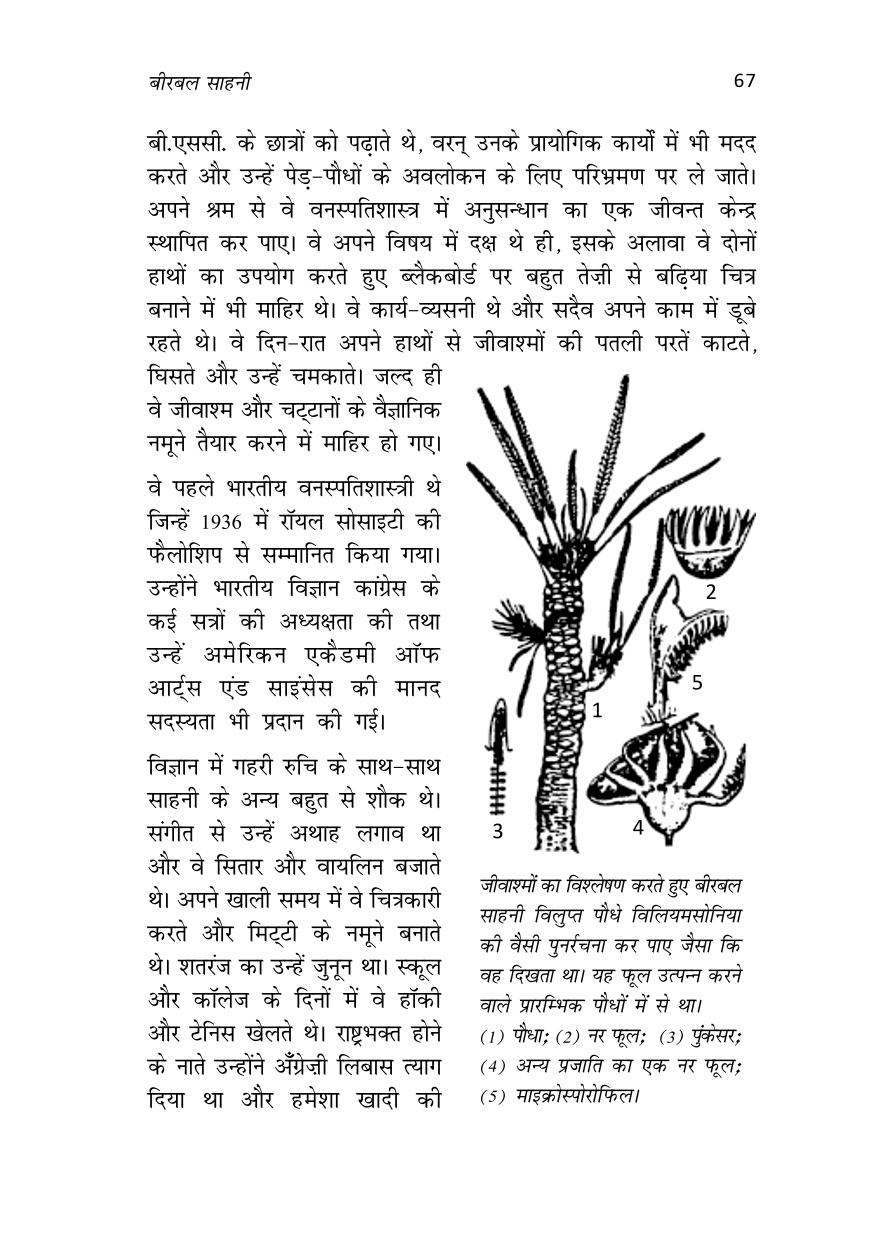 बीरबल साहनी 67
बी.एससी. के छात्रों को पढ़ाते थे, वरन् उनके प्रायोगिक कार्यों में भी मदद
करते और उन्हें पेड़-पौधों के अवलोकन के लिए परिभ्रमण पर ले जाते।
अपने श्रम से वे वनस्पतिशास्त्र में अनुसन्धान का एक जीवन्त केन्द्र
स्थापित कर पाए। वे अपने विषय में दक्ष थे ही, इसके अलावा वे दोनों
हाथों का उपयोग करते हुए ब्लैकबोर्ड पर बहुत तेज़ी से बढ़िया चित्र
बनाने में भी माहिर थे। वे कार्य-व्यसनी थे और सदैव अपने काम में डूबे
रहते थे। वे दिन-रात अपने हाथों से जीवाश्मों की पतली परतें काटते,
घिसते और उन्हें चमकाते। जल्द ही
वे जीवाश्म और चट्टानों के वैज्ञानिक
नमूने तैयार करने में माहिर हो गए।
वे पहले भारतीय वनस्पतिशास्त्री थे
जिन्हें 1936 में रॉयल सोसाइटी की
फैलोशिप से सम्मानित किया गया।
उन्होंने भारतीय विज्ञान कांग्रेस के
कई सत्रों की अध्यक्षता की तथा
उन्हें अमेरिकन एकैडमी ऑफ
आर्ट्स एंड साइंसेस की मानद
सदस्यता भी प्रदान की गई।
विज्ञान में गहरी रुचि के साथ-साथ
साहनी के अन्य बहुत से शौक थे।
संगीत से उन्हें अथाह लगाव था
और वे सितार और वायलिन बजाते
थे। अपने खाली समय में वे चित्रकारी
करते और मिट्टी के नमूने बनाते
थे। शतरंज का उन्हें जुनून था। स्कूल
और कॉलेज के दिनों में वे हॉकी
और टेनिस खेलते थे। राष्ट्रभक्त होने
के नाते उन्होंने अँग्रेज़ी लिबास त्याग
दिया था और हमेशा खादी की
2
5
1
3
4
जीवाश्मों का विश्लेषण करते हुए बीरबल
साहनी विलुप्त पौधे विलियमसोनिया
की वैसी पुनर्रचना कर पाए जैसा कि
वह दिखता था। यह फूल उत्पन्न करने
वाले प्रारम्भिक पौधों में से था।
(1) पौधा; (2) नर फूल; (3) पुंकेसर;
(4) अन्य प्रजाति का एक नर फूल;
(5) माइक्रोस्पोरोफिल।